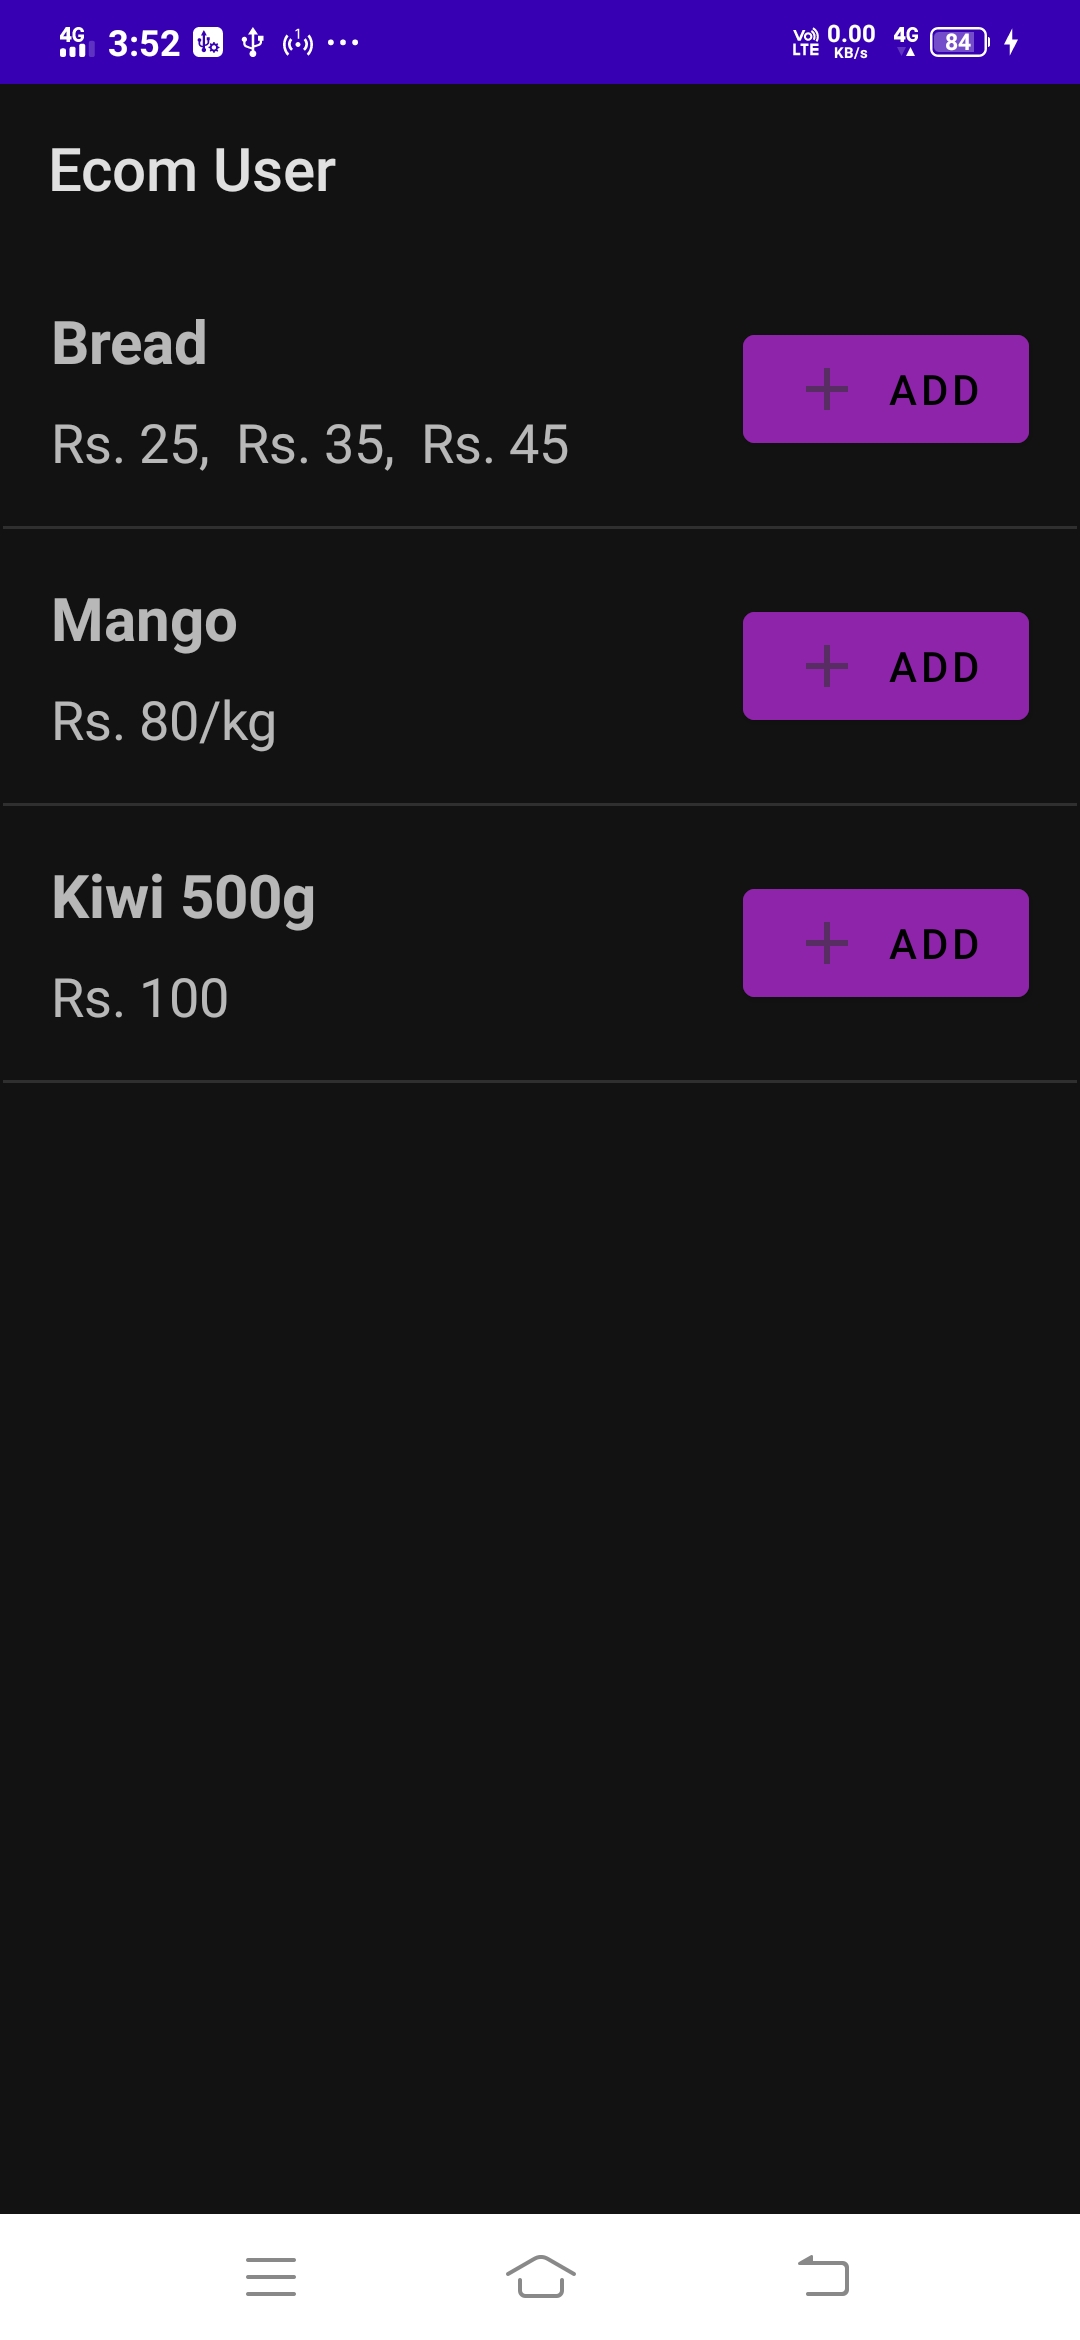 4G 3:52 1 ... Vo) LTE 0.00 KB/s 4G 84
Ecom User
Bread
Rs. 25,  Rs. 35,  Rs. 45
ADD
Mango
Rs. 80/kg
ADD
Kiwi 500g
Rs. 100
ADD